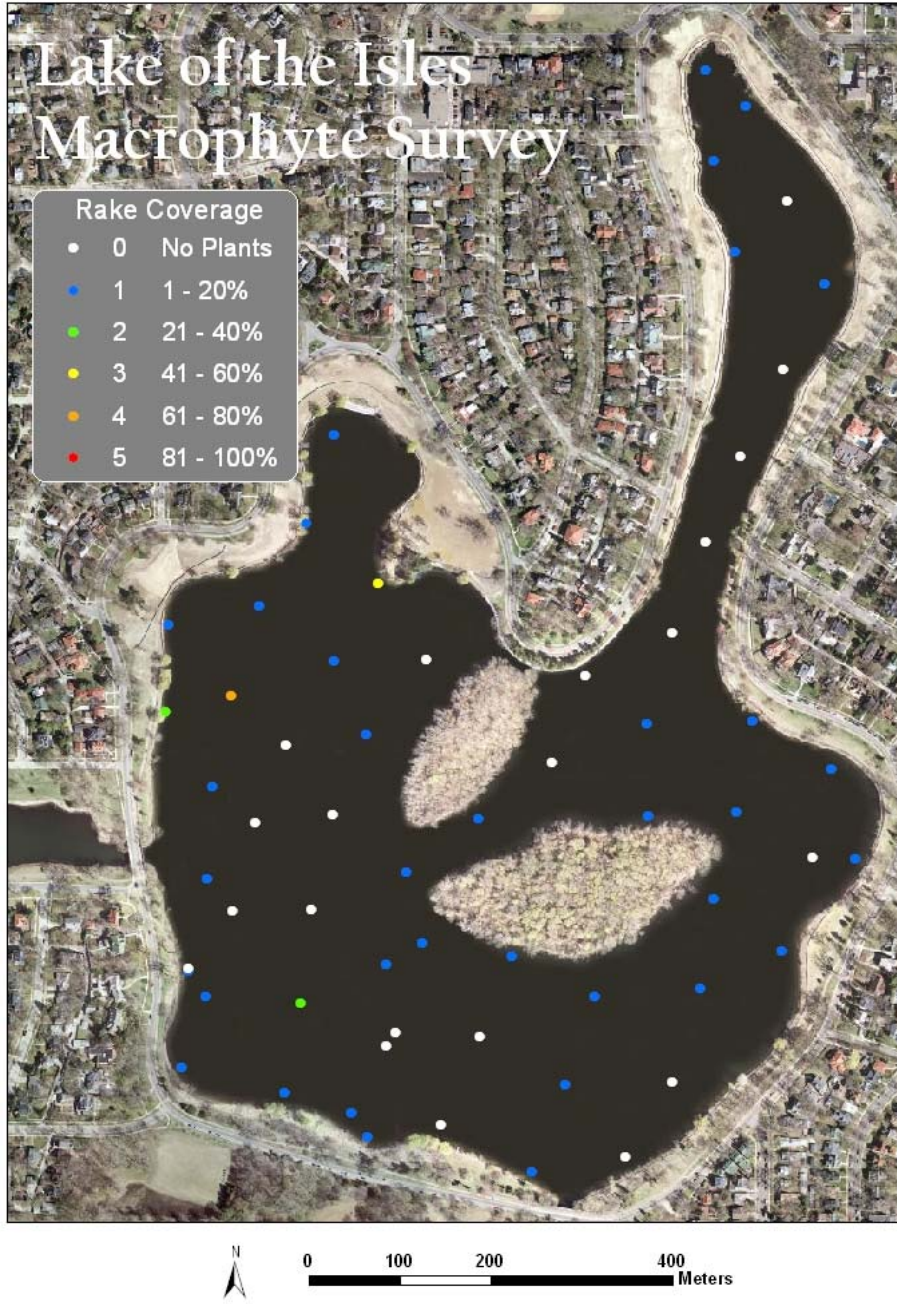 Lake of the Isles
Macrophyte Survey
Rake Coverage
0 No Plants
1 1 - 20%
2 21 - 40%
3 41 - 60%
4 61 - 80%
5 81 - 100%
N
0 100 200 400
Meters